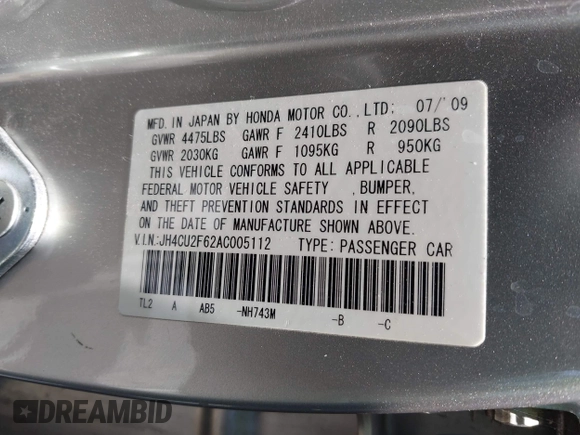 MFD. IN JAPAN BY HONDA MOTOR CO., LTD: 07/'09
GVWR 4475LBS GAWR F 2410LBS R 2090LBS
GVWR 2030KG GAWR F 1095KG R 950KG
THIS VEHICLE CONFORMS TO ALL APPLICABLE
FEDERAL MOTOR VEHICLE SAFETY ,BUMPER,
AND THEFT PREVENTION STANDARDS IN EFFECT
ON THE DATE OF MANUFACTURE SHOWN ABOVE.
V.I.N.:JH4CU2F62AC005112 TYPE: PASSENGER CAR
TL2 A AB5 -NH743M -B -C
DREAMBID